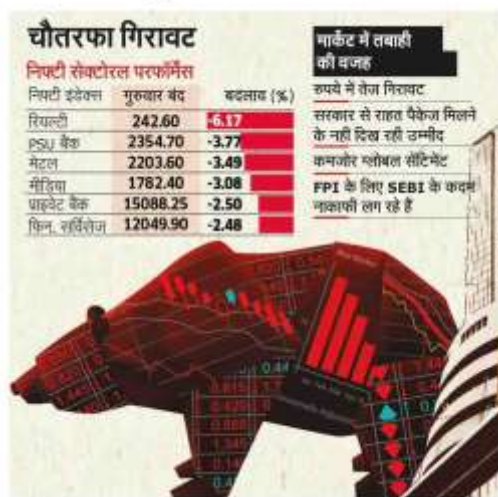 चौतरफा गिरावट
निफ्टी सेक्टोरल परफॉर्मेंस
निफ्टी इंडेक्स गुरुवार बंद बदलाव (%)
रियल्टी 242.60 -6.17
PSU बैंक 2354.70 -3.77
मेटल 2203.60 -3.49
मीडिया 1782.40 -3.08
प्राइवेट बैंक 15088.25 -2.50
फिन. सर्विसेज 12049.90 -2.48
मार्केट में तबाही
की वजह
रुपये में तेज गिरावट
सरकार से राहत पैकेज मिलने
के नहीं दिख रही उम्मीद
कमजोर ग्लोबल सेंटिमेंट
FPI के लिए SEBI के कदम
नाकाफी लग रहे हैं